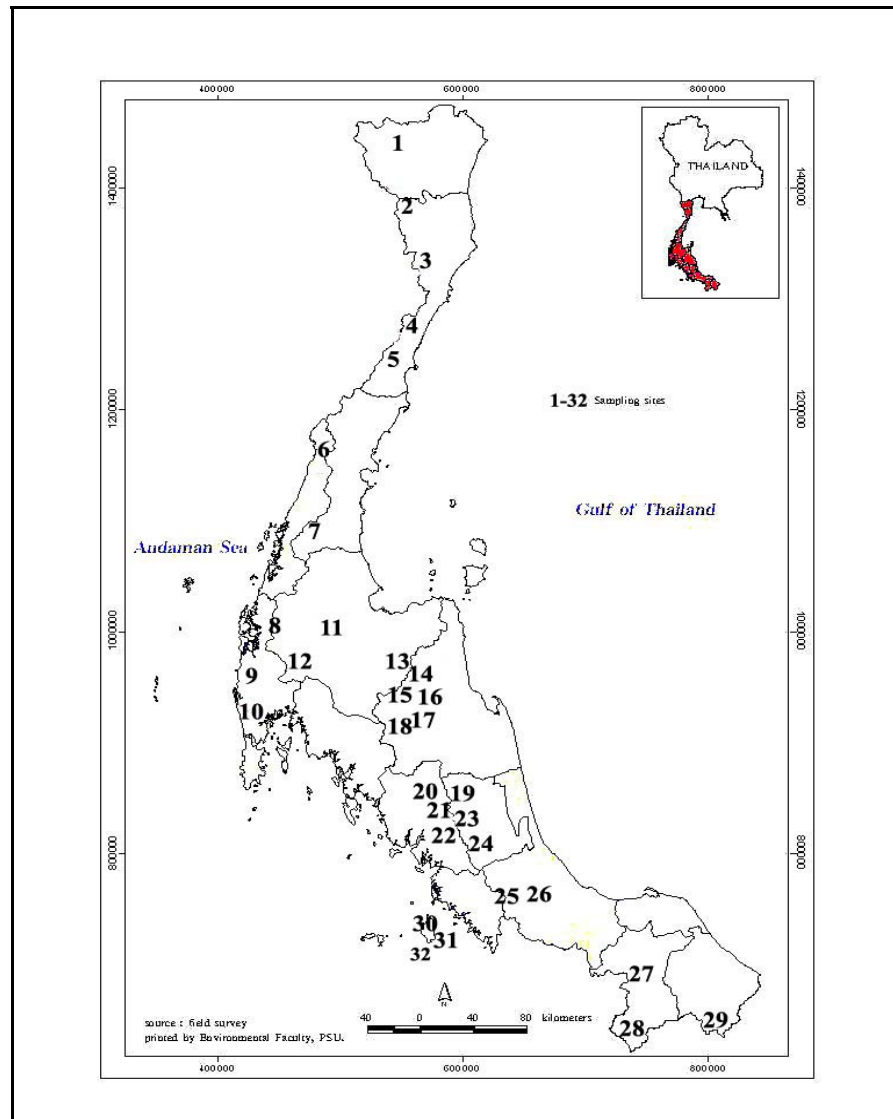 400000 600000 800000
THAILAND
1400000 1400000
1200000 1200000
1000000 1000000
800000 800000
1
2
3
4
5
1-32 Sampling sites
6
Gulf of Thailand
7
Andaman Sea
8 11
12 13
9 14
15 16
10 17
18
20 19
21 23
22 24
25 26
30
31
32
27
28 29
N
40 0 40 80 kilometers
source : field survey
printed by Environmental Faculty, PSU.
400000 600000 800000